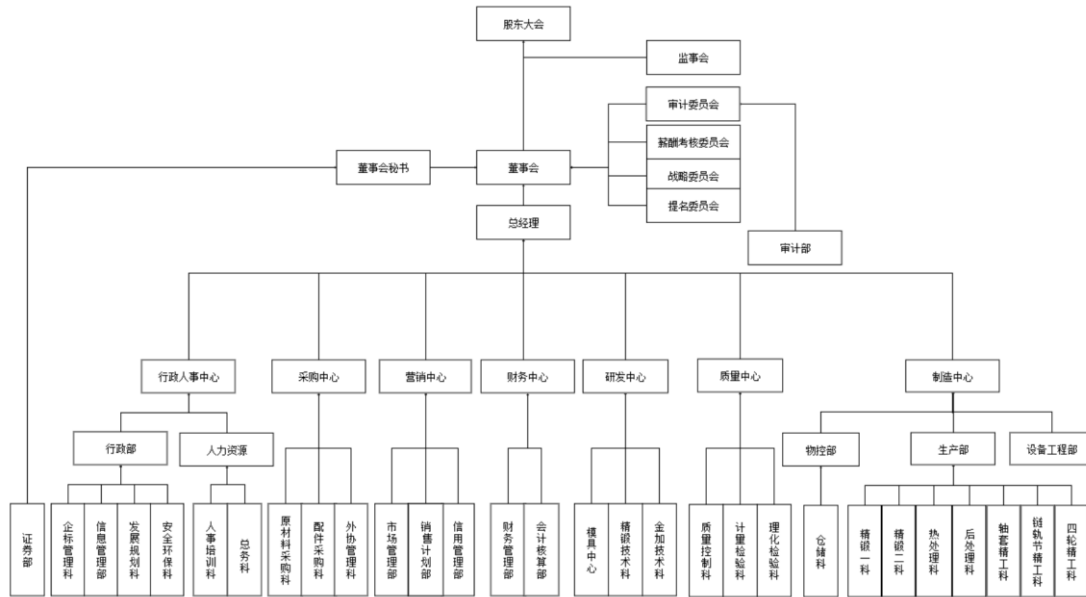 股东大会
监事会
审计委员会
薪酬考核委员会
董事会秘书
董事会
战略委员会
提名委员会
总经理
审计部
行政人事中心
采购中心
营销中心
财务中心
研发中心
质量中心
制造中心
行政部
人力资源
物控部
生产部
设备工程部
证券部
企标管理科
信息管理部
发展规划科
安全环保科
人事培训科
总务科
原材料采购科
配件采购科
外协管理科
市场管理部
销售计划部
信用管理部
财务管理部
会计核算部
模具中心
精锻技术科
金加技术科
质量控制科
计量检验科
理化检验科
仓储科
精锻一科
精锻二科
热处理科
后处理科
轴套精工科
链轨节精工科
四轮精工科